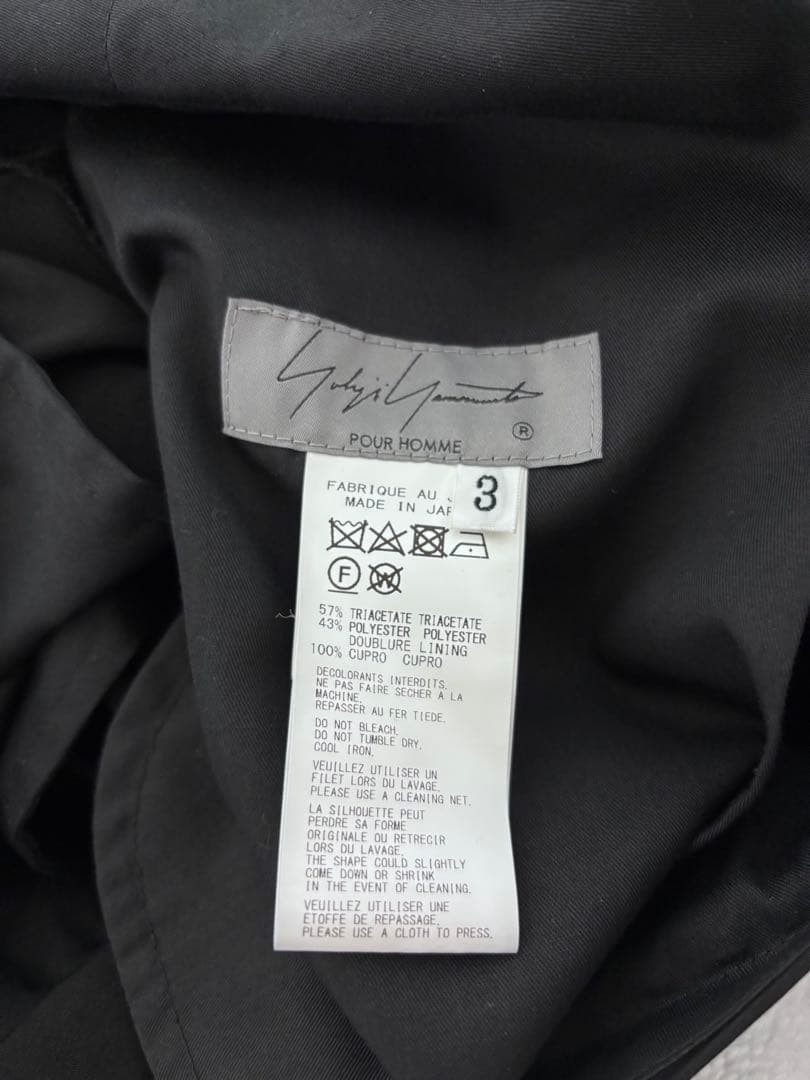 Yohji Yamamoto
POUR HOMME ®
3
FABRIQUE AU
MADE IN
F
W
57% TRIACETATE TRIACETATE
43% POLYESTER POLYESTER
DOUBLURE LINING
100% CUPRO CUPRO
DECOLORANTS INTERDITS.
NE PAS FAIRE SECHER A LA
MACHINE.
REPASSER AU FER TIEDE.
DO NOT BLEACH.
DO NOT TUMBLE DRY.
COOL IRON.
VEUILLEZ UTILISER UN
FILET LORS DU LAVAGE.
PLEASE USE A CLEANING NET.
LA SILHOUETTE PEUT
PERDRE SA FORME
ORIGINALE OU RETRECIR
LORS DU LAVAGE.
THE SHAPE COULD SLIGHTLY
COME DOWN OR SHRINK
IN THE EVENT OF CLEANING.
VEUILLEZ UTILISER UNE
ETOFFE DE REPASSAGE.
PLEASE USE A CLOTH TO PRESS.